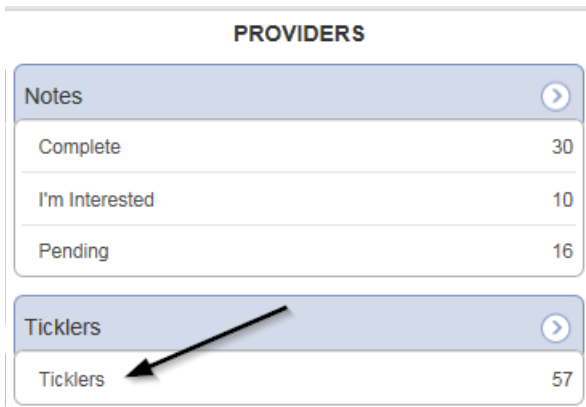 PROVIDERS
Notes
Complete 30
I'm Interested 10
Pending 16
Ticklers
Ticklers 57